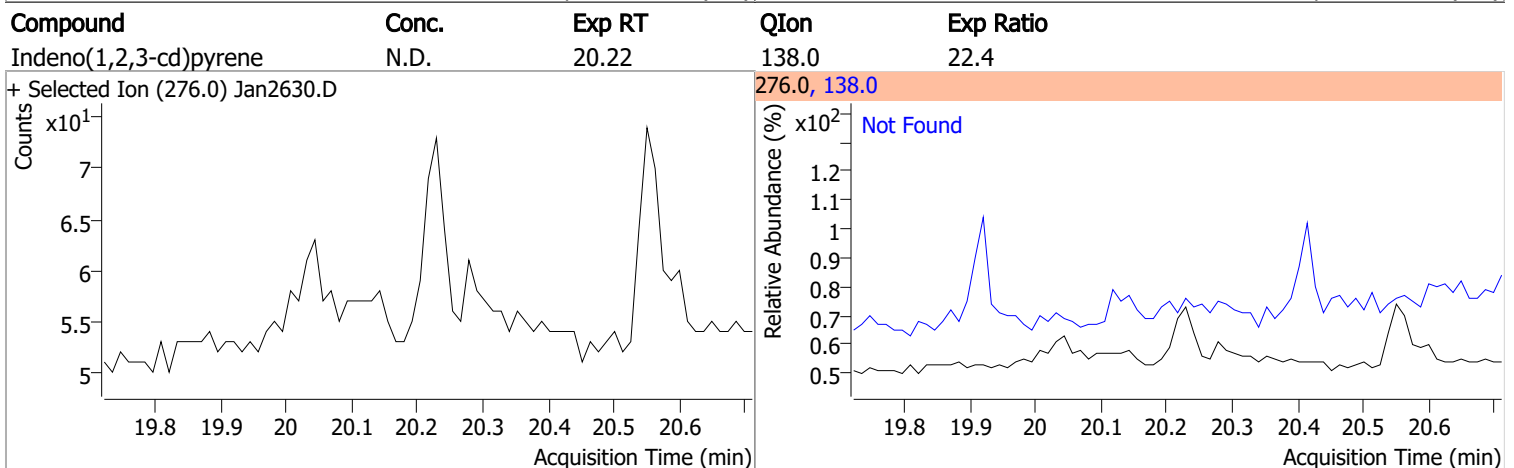 Compound Conc. Exp RT QIon Exp Ratio
Indeno(1,2,3-cd)pyrene N.D. 20.22 138.0 22.4
+ Selected Ion (276.0) Jan2630.D
Counts
x10^1
7
6.5
6
5.5
5
19.8 19.9 20 20.1 20.2 20.3 20.4 20.5 20.6
Acquisition Time (min)
276.0, 138.0
Relative Abundance (%)
x10^2
Not Found
1.2
1.1
1
0.9
0.8
0.7
0.6
0.5
19.8 19.9 20 20.1 20.2 20.3 20.4 20.5 20.6
Acquisition Time (min)